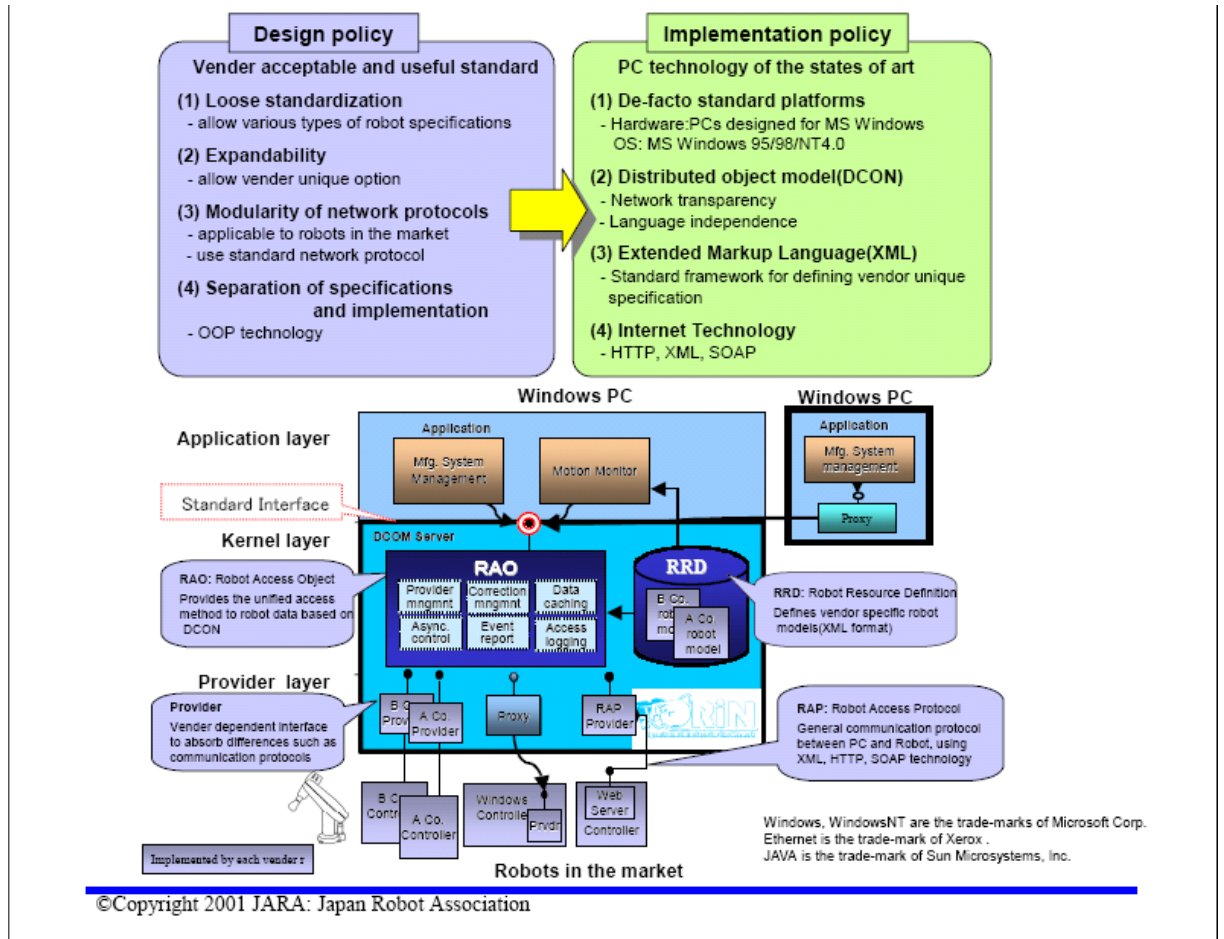 Design policy
Vender acceptable and useful standard
(1) Loose standardization
- allow various types of robot specifications
(2) Expandability
- allow vender unique option
(3) Modularity of network protocols
- applicable to robots in the market
- use standard network protocol
(4) Separation of specifications
and implementation
- OOP technology
Implementation policy
PC technology of the states of art
(1) De-facto standard platforms
- Hardware:PCs designed for MS Windows
OS: MS Windows 95/98/NT4.0
(2) Distributed object model(DCON)
- Network transparency
- Language independence
(3) Extended Markup Language(XML)
- Standard framework for defining vendor unique
specification
(4) Internet Technology
- HTTP, XML, SOAP
Windows PC
Windows PC
Application layer
Application
Mfg. System
Management
Motion Monitor
Application
Mfg. System
management
Proxy
Standard Interface
Kernel layer
DCOM Server
RAO: Robot Access Object
Provides the unified access
method to robot data based on
DCON
RAO
Provider
mngmnt
Correction
mngmnt
Data
caching
Async.
control
Event
report
Access
logging
RRD
B Co.
A Co.
robot
model
RRD: Robot Resource Definition
Defines vendor specific robot
models(XML format)
Provider layer
Provider
Vender dependent interface
to absorb differences such as
communication protocols
A Co.
Provider
Proxy
RAP
Provider
ORiN
RAP: Robot Access Protocol
General communication protocol
between PC and Robot, using
XML, HTTP, SOAP technology
A Co.
Controller
Windows
Controller
Prvdr
Web
Server
Controller
Implemented by each vender r
Robots in the market
Windows, WindowsNT are the trade-marks of Microsoft Corp.
Ethernet is the trade-mark of Xerox .
JAVA is the trade-mark of Sun Microsystems, Inc.
©Copyright 2001 JARA: Japan Robot Association